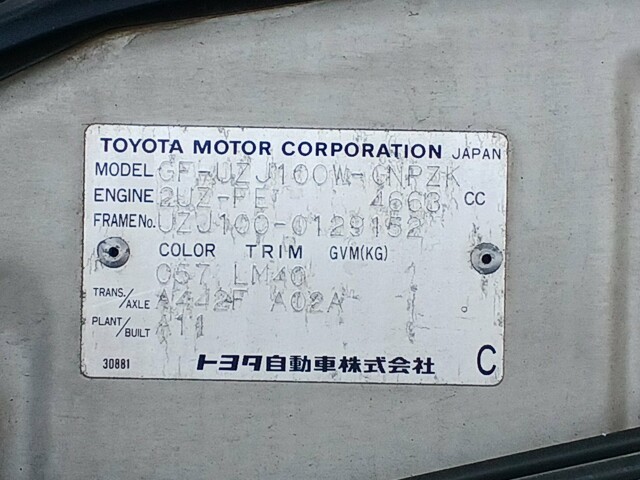 TOYOTA MOTOR CORPORATION JAPAN
MODEL GF-UZJ100W-GNPZK
ENGINE 2UZ-FE 4663 CC
FRAME No. UZJ100-0129152
COLOR TRIM GVM(KG)
057 LM40
TRANS./AXLE A442F A02A
PLANT/BUILT A11
30881 トヨタ自動車株式会社 C